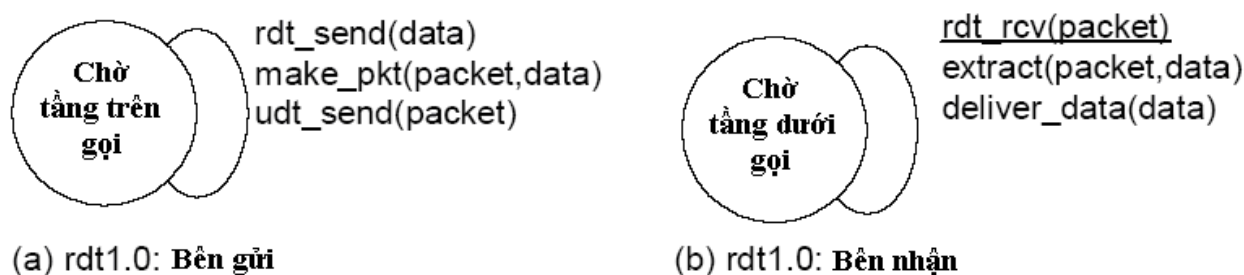 Chờ
tầng trên
gọi
rdt_send(data)
make_pkt(packet,data)
udt_send(packet)
(a) rdt1.0: Bên gửi
Chờ
tầng dưới
gọi
rdt_rcv(packet)
extract(packet,data)
deliver_data(data)
(b) rdt1.0: Bên nhận